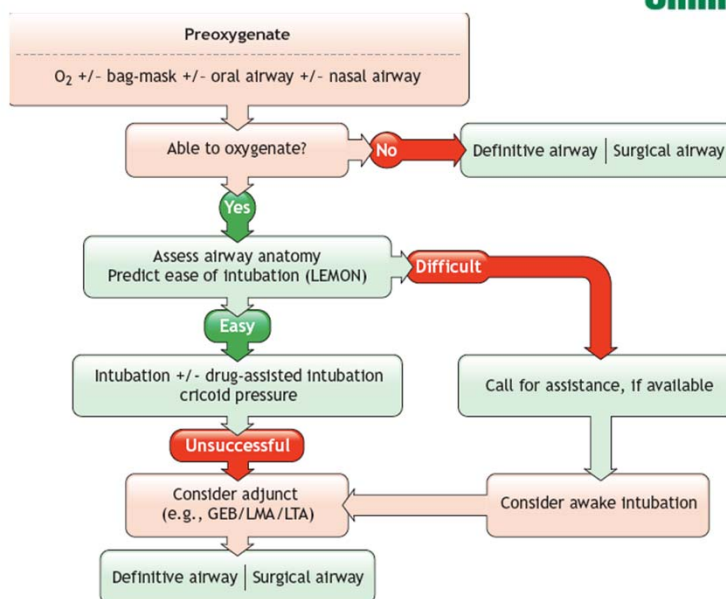 Preoxygenate
O2 +/- bag-mask +/- oral airway +/- nasal airway
Able to oxygenate?
No
Definitive airway | Surgical airway
Yes
Assess airway anatomy
Predict ease of intubation (LEMON)
Difficult
Easy
Intubation +/- drug-assisted intubation
cricoid pressure
Call for assistance, if available
Unsuccessful
Consider adjunct
(e.g., GEB/LMA/LTA)
Consider awake intubation
Definitive airway | Surgical airway